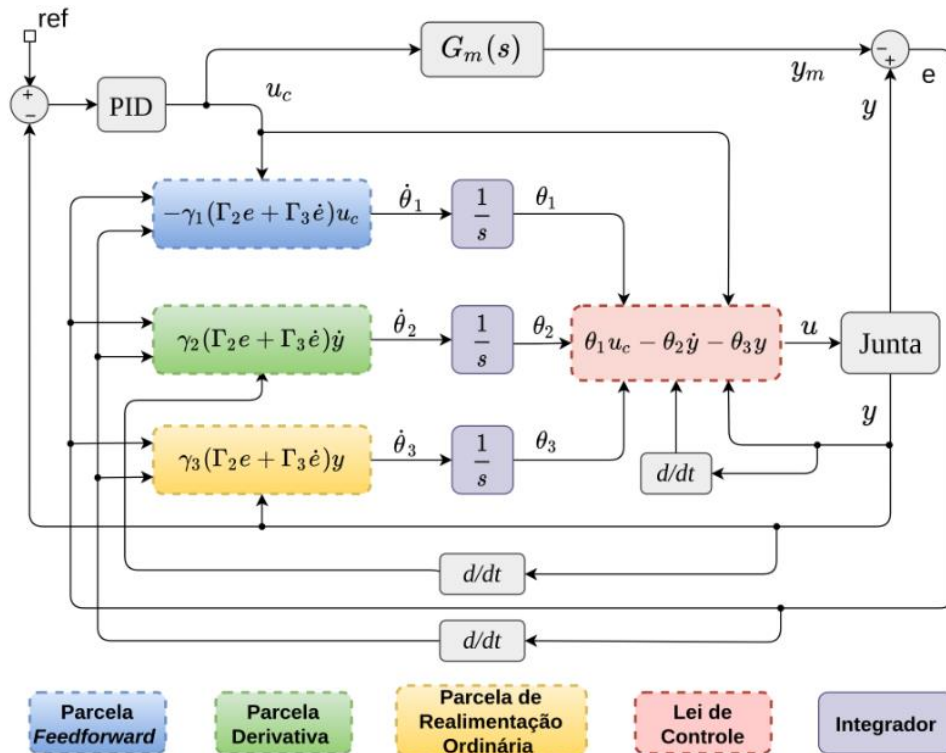 ref
+
−
PID
u_c
G_m(s)
y_m
−
+
e
y
−γ₁(Γ₂e + Γ₃ė)u_c
θ̇₁
1/s
θ₁
γ₂(Γ₂e + Γ₃ė)ẏ
θ̇₂
1/s
θ₂
θ₁u_c − θ₂ẏ − θ₃y
u
Junta
y
γ₃(Γ₂e + Γ₃ė)y
θ̇₃
1/s
θ₃
d/dt
d/dt
d/dt
Parcela
Feedforward
Parcela
Derivativa
Parcela de
Realimentação
Ordinária
Lei de
Controle
Integrador